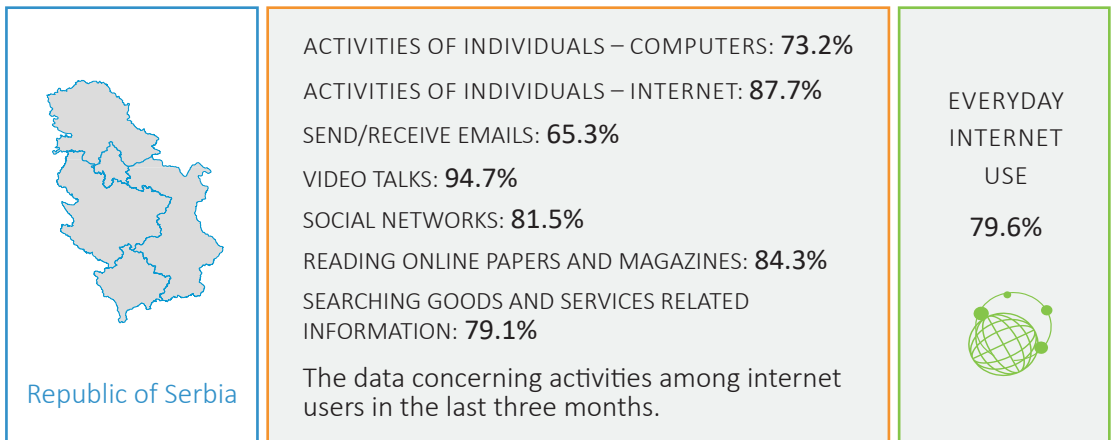 Republic of Serbia
ACTIVITIES OF INDIVIDUALS – COMPUTERS: 73.2%
ACTIVITIES OF INDIVIDUALS – INTERNET: 87.7%
SEND/RECEIVE EMAILS: 65.3%
VIDEO TALKS: 94.7%
SOCIAL NETWORKS: 81.5%
READING ONLINE PAPERS AND MAGAZINES: 84.3%
SEARCHING GOODS AND SERVICES RELATED
INFORMATION: 79.1%
The data concerning activities among internet
users in the last three months.
EVERYDAY
INTERNET
USE
79.6%